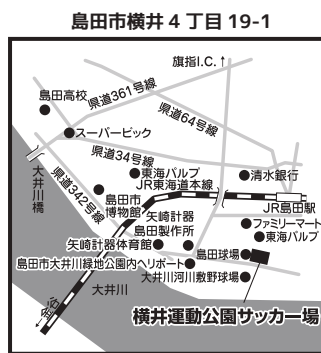 島田市横井4丁目19-1
旗指I.C.↑
島田高校
県道361号線
県道64号線
スーパービック
県道34号線
東海パルプ
清水銀行
JR東海道本線
大井川橋
県道342号線
島田市
博物館
JR島田駅
矢崎計器
島田製作所
ファミリーマート
東海パルプ
矢崎計器体育館
島田球場
島田市大井川緑地公園内ヘリポート
大井川
大井川河川敷野球場
金谷
横井運動公園サッカー場